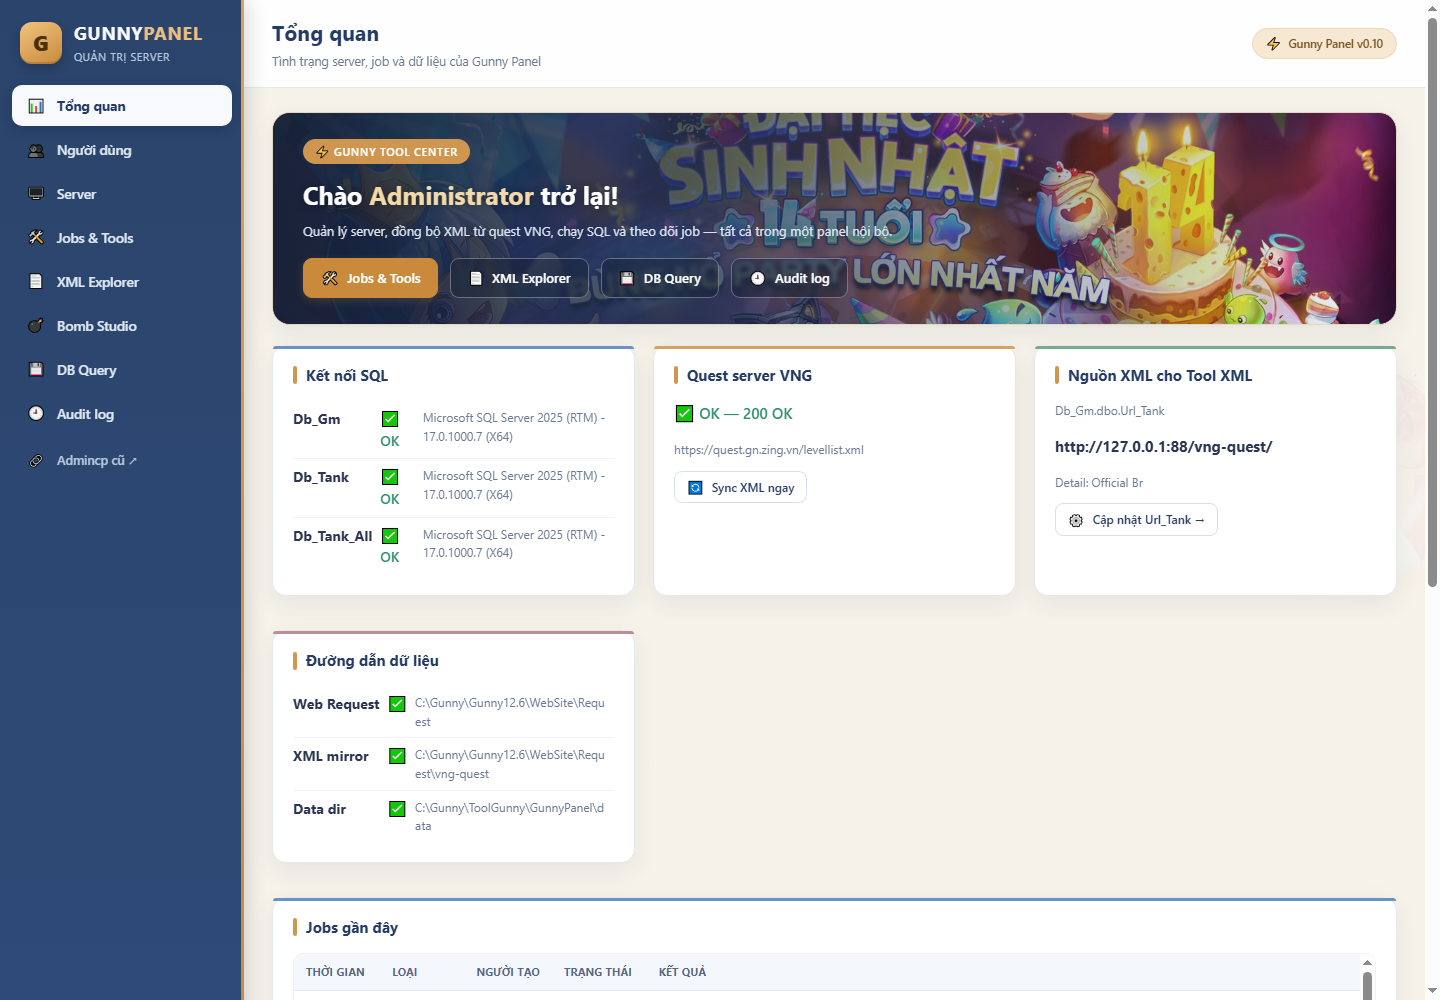 G
GUNNYPANEL
QUẢN TRỊ SERVER
Tổng quan
Người dùng
Server
Jobs & Tools
XML Explorer
Bomb Studio
DB Query
Audit log
Admincp cũ ↗
Tổng quan
Tình trạng server, job và dữ liệu của Gunny Panel
Gunny Panel v0.10
ĐẠI TIỆC
SINH NHẬT
14 TUỔI
LỚN NHẤT NĂM
14
GUNNY TOOL CENTER
Chào Administrator trở lại!
Quản lý server, đồng bộ XML từ quest VNG, chạy SQL và theo dõi job — tất cả trong một panel nội bộ.
Jobs & Tools
XML Explorer
DB Query
Audit log
Kết nối SQL
Db_Gm
OK
Microsoft SQL Server 2025 (RTM) -
17.0.1000.7 (X64)
Db_Tank
OK
Microsoft SQL Server 2025 (RTM) -
17.0.1000.7 (X64)
Db_Tank_All
OK
Microsoft SQL Server 2025 (RTM) -
17.0.1000.7 (X64)
Quest server VNG
OK — 200 OK
https://quest.gn.zing.vn/levellist.xml
Sync XML ngay
Nguồn XML cho Tool XML
Db_Gm.dbo.Url_Tank
http://127.0.0.1:88/vng-quest/
Detail: Official Br
Cập nhật Url_Tank →
Đường dẫn dữ liệu
Web Request
C:\Gunny\Gunny12.6\WebSite\Requ
est
XML mirror
C:\Gunny\Gunny12.6\WebSite\Requ
est\vng-quest
Data dir
C:\Gunny\ToolGunny\GunnyPanel\d
ata
Jobs gần đây
THỜI GIAN LOẠI NGƯỜI TẠO TRẠNG THÁI KẾT QUẢ